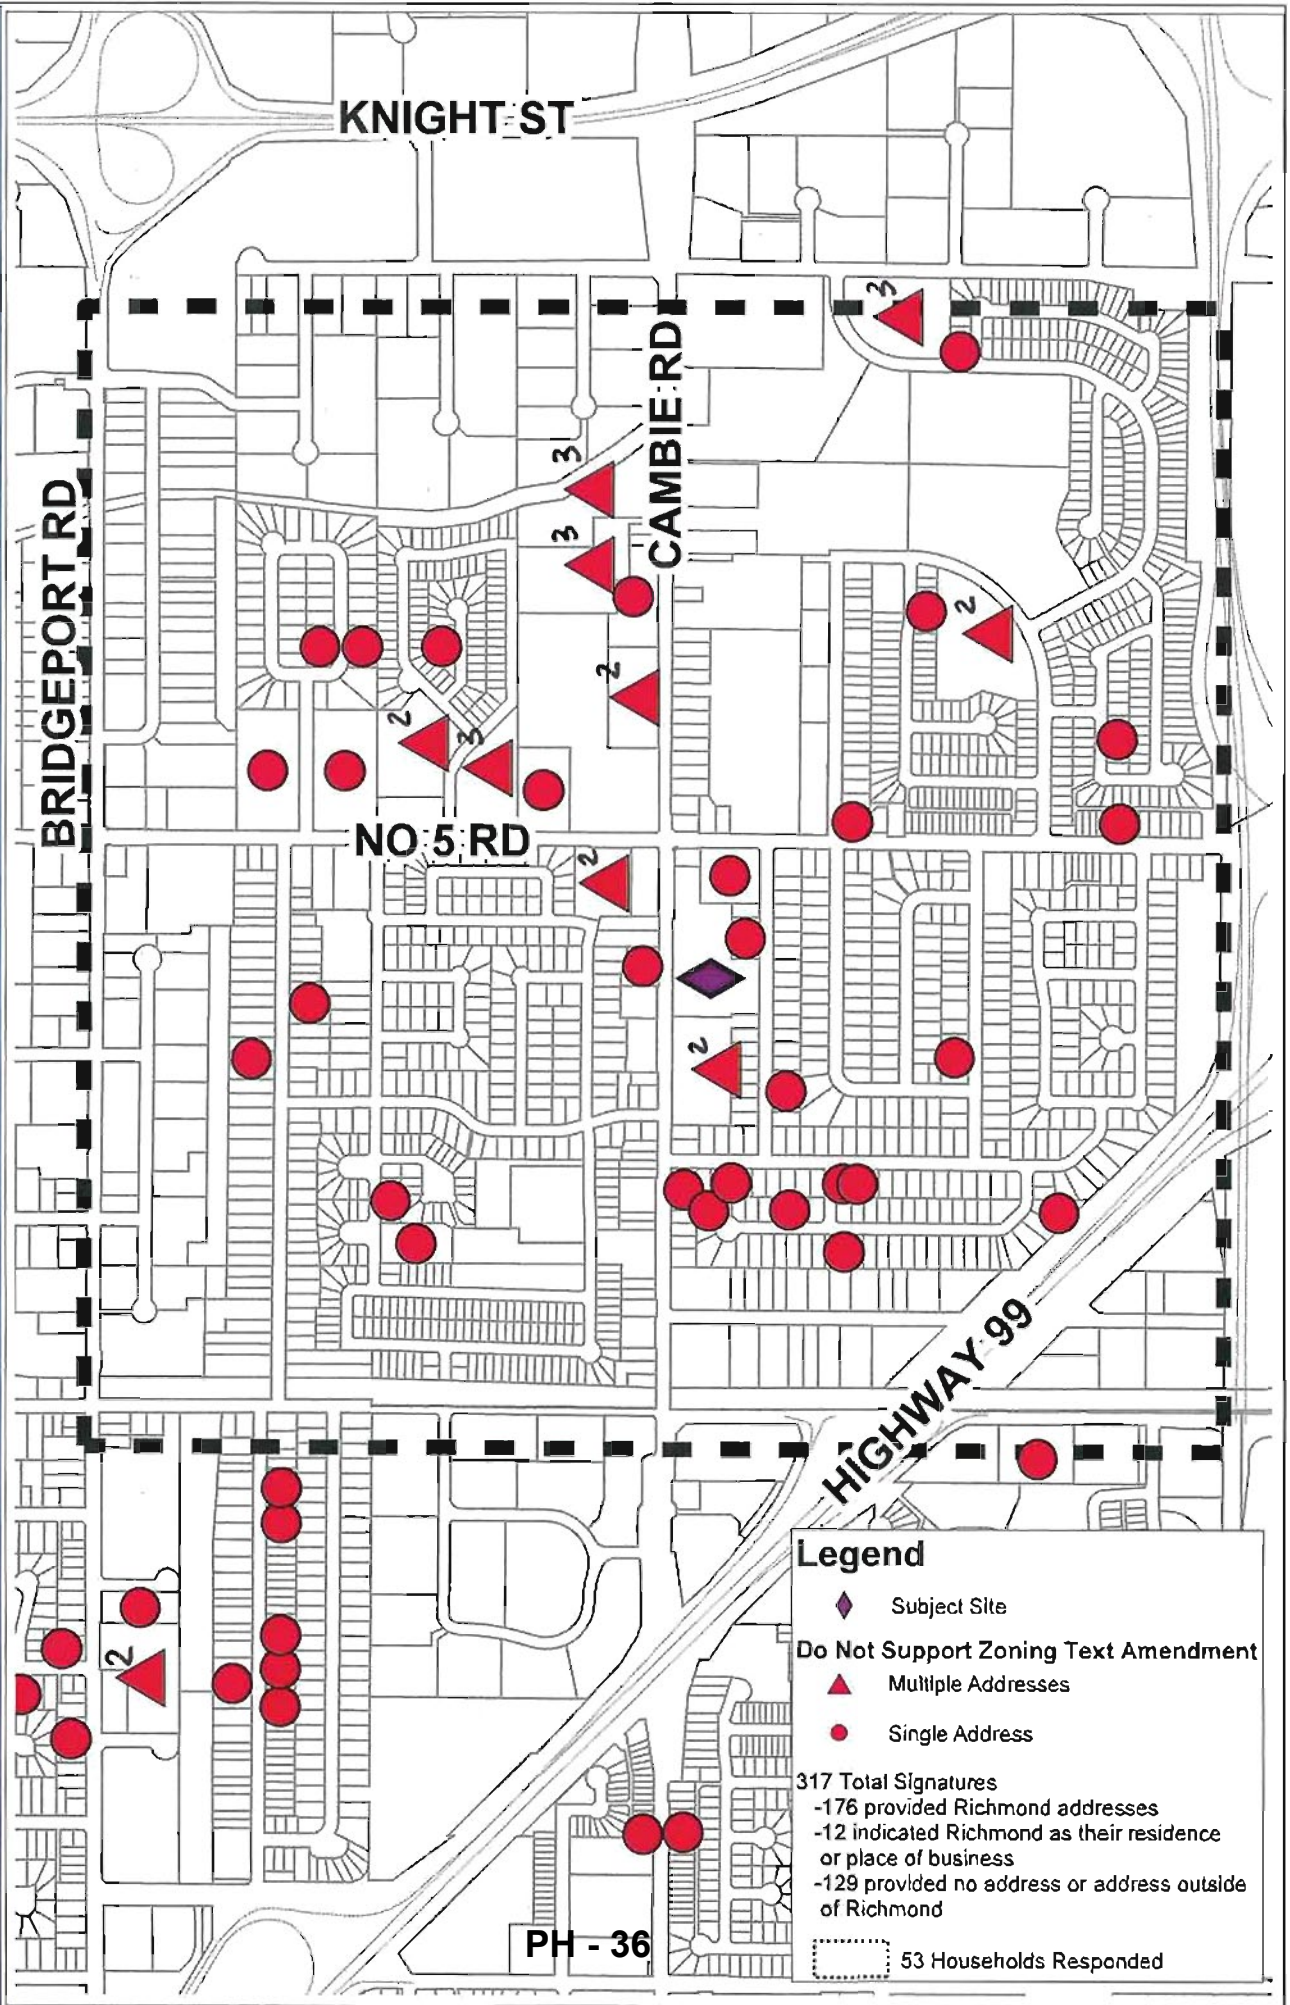 KNIGHT ST
3
CAMBIE RD
3
BRIDGEPORT RD
3
2
2
2
3
NO 5 RD
2
2
HIGHWAY 99
2
Legend
Subject Site
Do Not Support Zoning Text Amendment
Multiple Addresses
Single Address
317 Total Signatures
-176 provided Richmond addresses
-12 indicated Richmond as their residence
or place of business
-129 provided no address or address outside
of Richmond
53 Households Responded
PH - 36